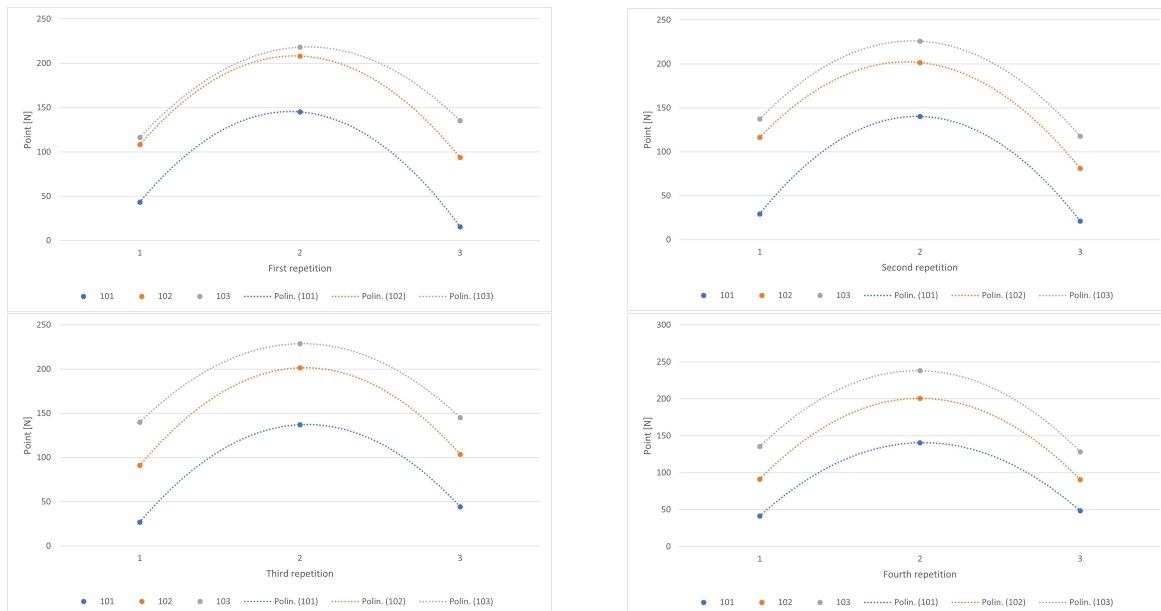 250
200
150
100
50
0
Point [N]
1 2 3
First repetition
101 102 103 Polin. (101) Polin. (102) Polin. (103)
250
200
150
100
50
0
Point [N]
1 2 3
Second repetition
101 102 103 Polin. (101) Polin. (102) Polin. (103)
250
200
150
100
50
0
Point [N]
1 2 3
Third repetition
101 102 103 Polin. (101) Polin. (102) Polin. (103)
300
250
200
150
100
50
0
Point [N]
1 2 3
Fourth repetition
101 102 103 Polin. (101) Polin. (102) Polin. (103)